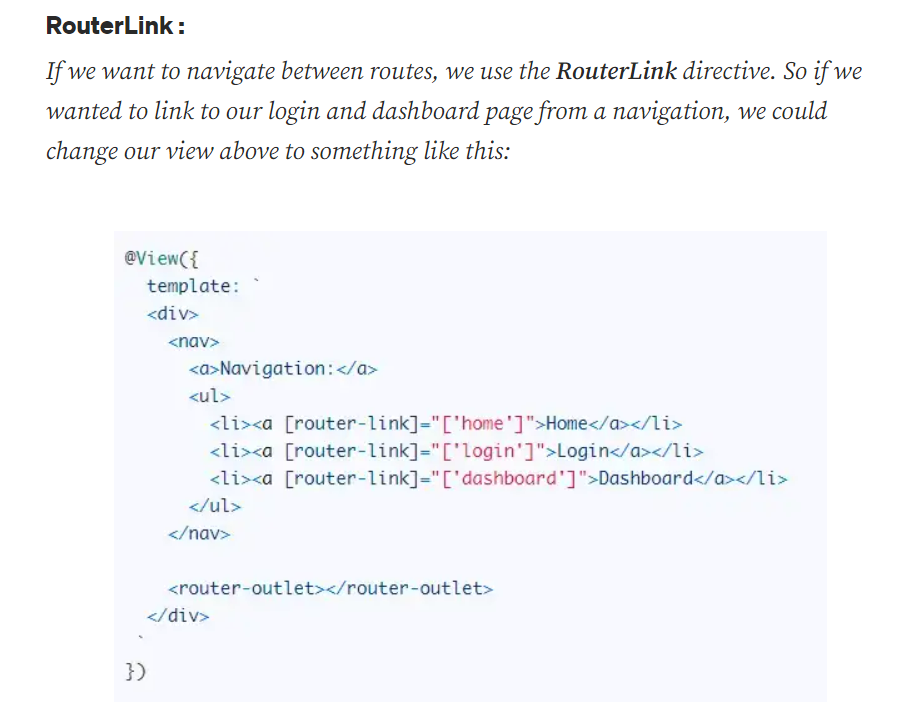 RouterLink :
If we want to navigate between routes, we use the RouterLink directive. So if we
wanted to link to our login and dashboard page from a navigation, we could
change our view above to something like this:
@View({
  template: `
  <div>
    <nav>
      <a>Navigation:</a>
      <ul>
        <li><a [router-link]="['home']">Home</a></li>
        <li><a [router-link]="['login']">Login</a></li>
        <li><a [router-link]="['dashboard']">Dashboard</a></li>
      </ul>
    </nav>

    <router-outlet></router-outlet>
  </div>
 `
})